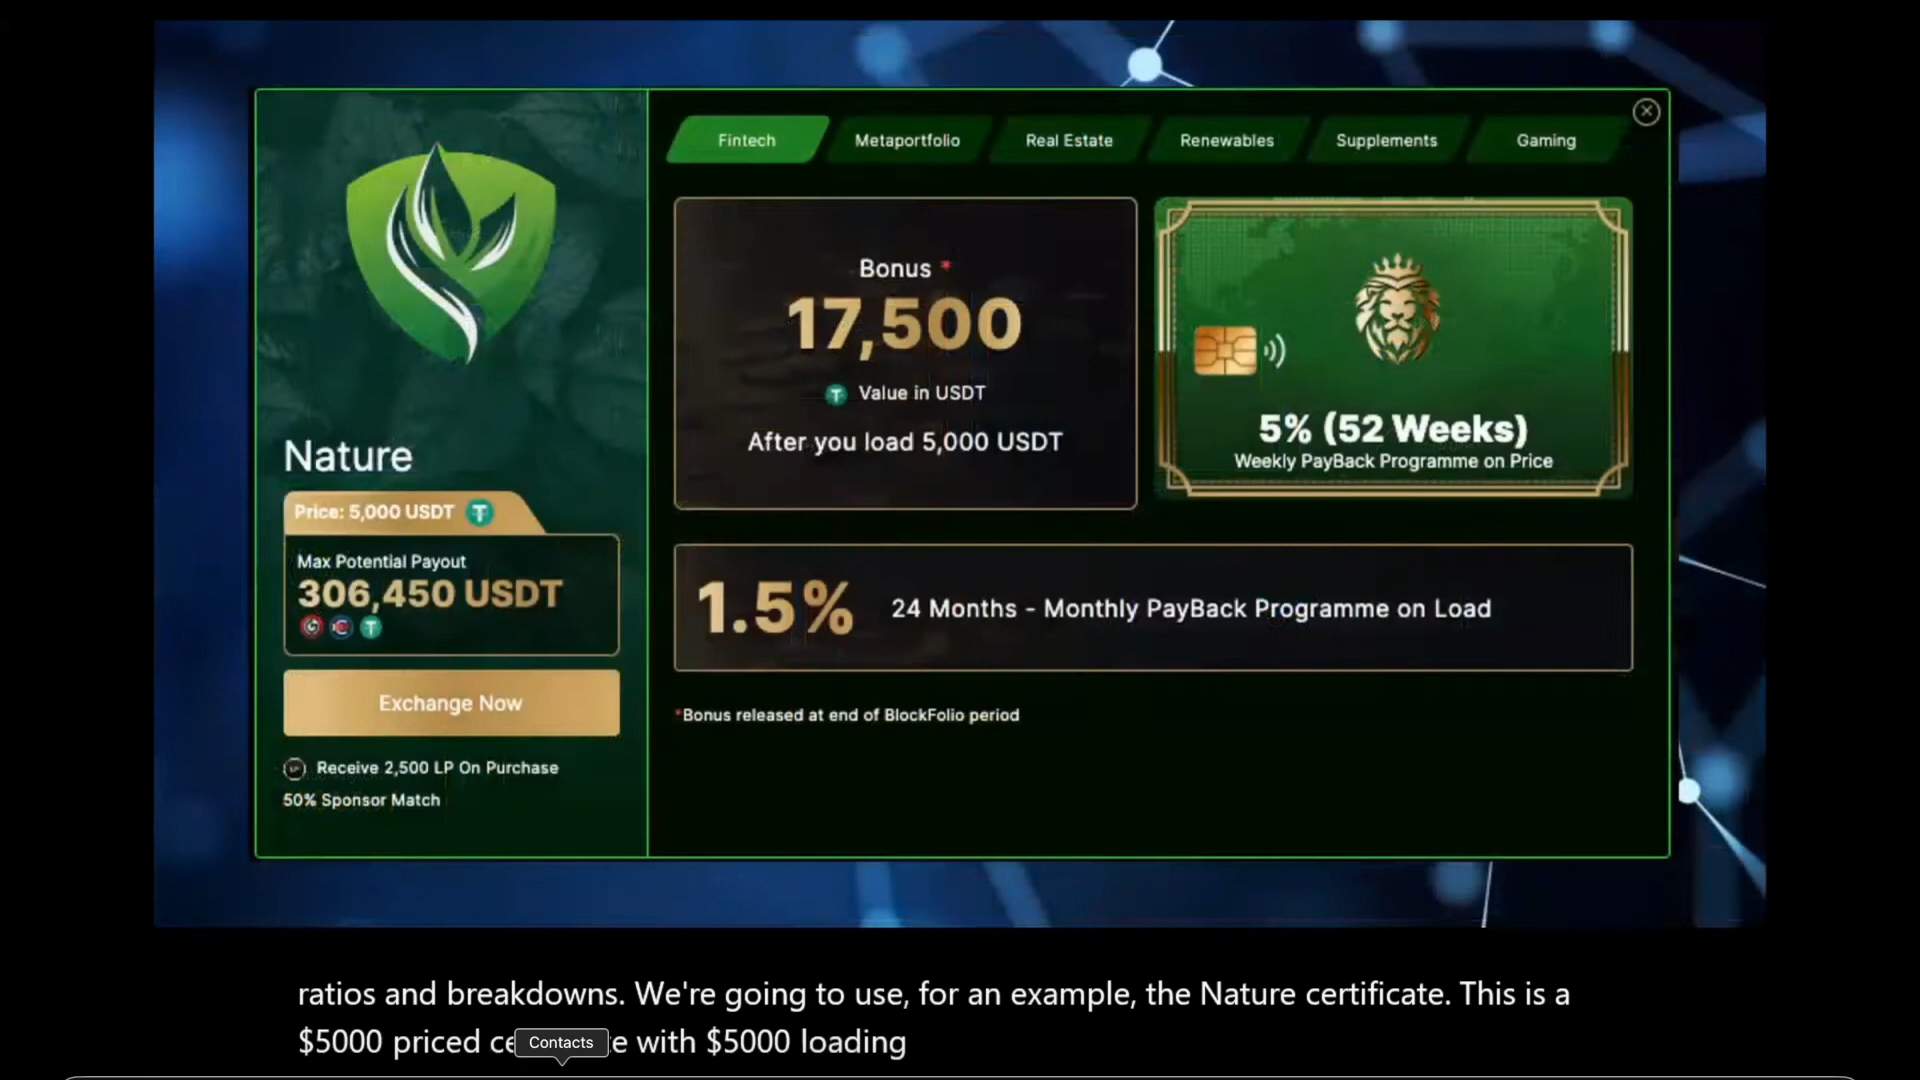 Fintech
Metaportfolio
Real Estate
Renewables
Supplements
Gaming
Nature
Price: 5,000 USDT
Max Potential Payout
306,450 USDT
Exchange Now
Receive 2,500 LP On Purchase
50% Sponsor Match
Bonus *
17,500
Value in USDT
After you load 5,000 USDT
5% (52 Weeks)
Weekly PayBack Programme on Price
1.5%
24 Months - Monthly PayBack Programme on Load
*Bonus released at end of BlockFolio period
ratios and breakdowns. We're going to use, for an example, the Nature certificate. This is a
$5000 priced ce
Contacts
e with $5000 loading